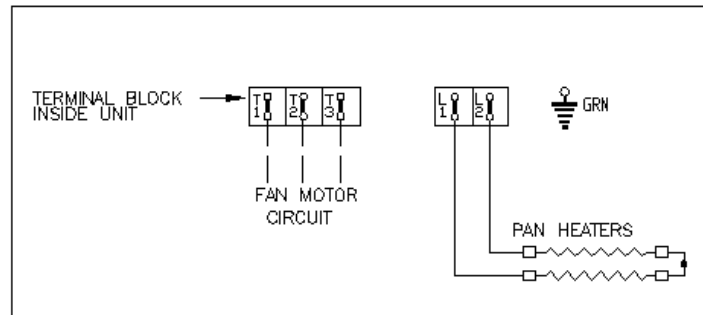 TERMINAL BLOCK
INSIDE UNIT
T1 T2 T3
L1 L2
GRN
FAN MOTOR
CIRCUIT
PAN HEATERS